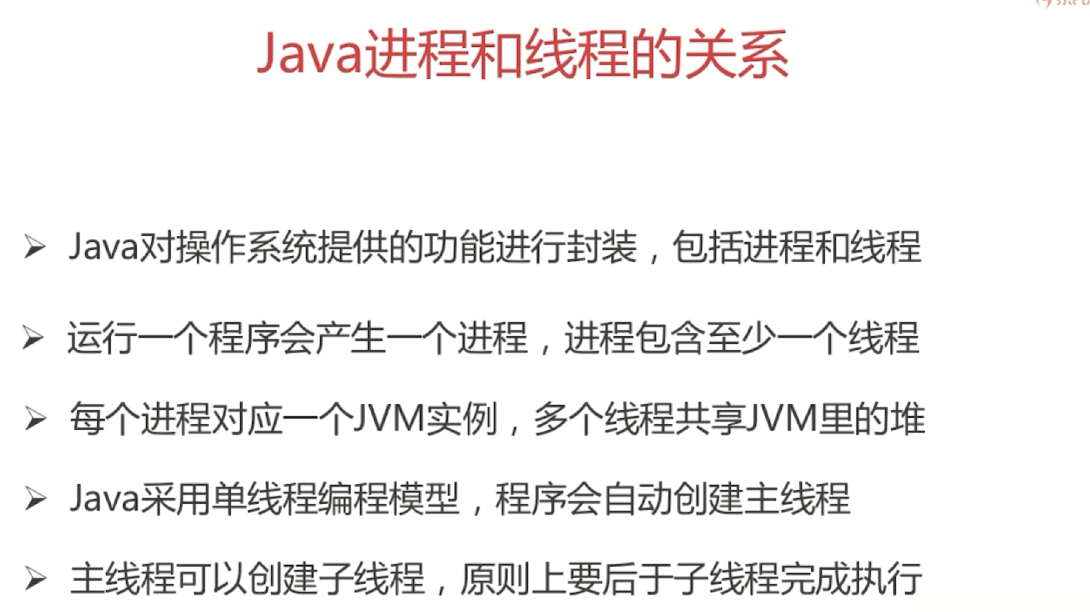 Java进程和线程的关系
➢ Java对操作系统提供的功能进行封装，包括进程和线程
➢ 运行一个程序会产生一个进程，进程包含至少一个线程
➢ 每个进程对应一个JVM实例，多个线程共享JVM里的堆
➢ Java采用单线程编程模型，程序会自动创建主线程
➢ 主线程可以创建子线程，原则上要后于子线程完成执行